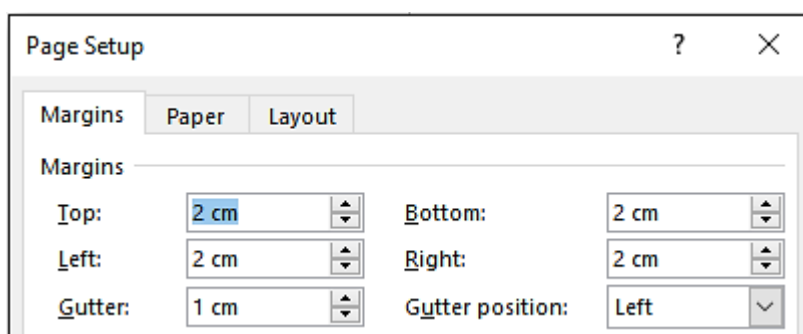 Page Setup ? ×
Margins Paper Layout
Margins
Top: 2 cm Bottom: 2 cm
Left: 2 cm Right: 2 cm
Gutter: 1 cm Gutter position: Left